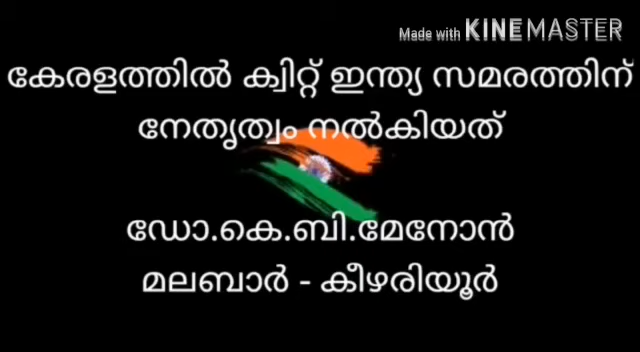 Made with KINEMASTER
കേരളത്തിൽ ക്വിറ്റ് ഇന്ത്യ സമരത്തിന്
നേതൃത്വം നൽകിയത്
ഡോ.കെ.ബി.മേനോൻ
മലബാർ - കീഴരിയൂർ